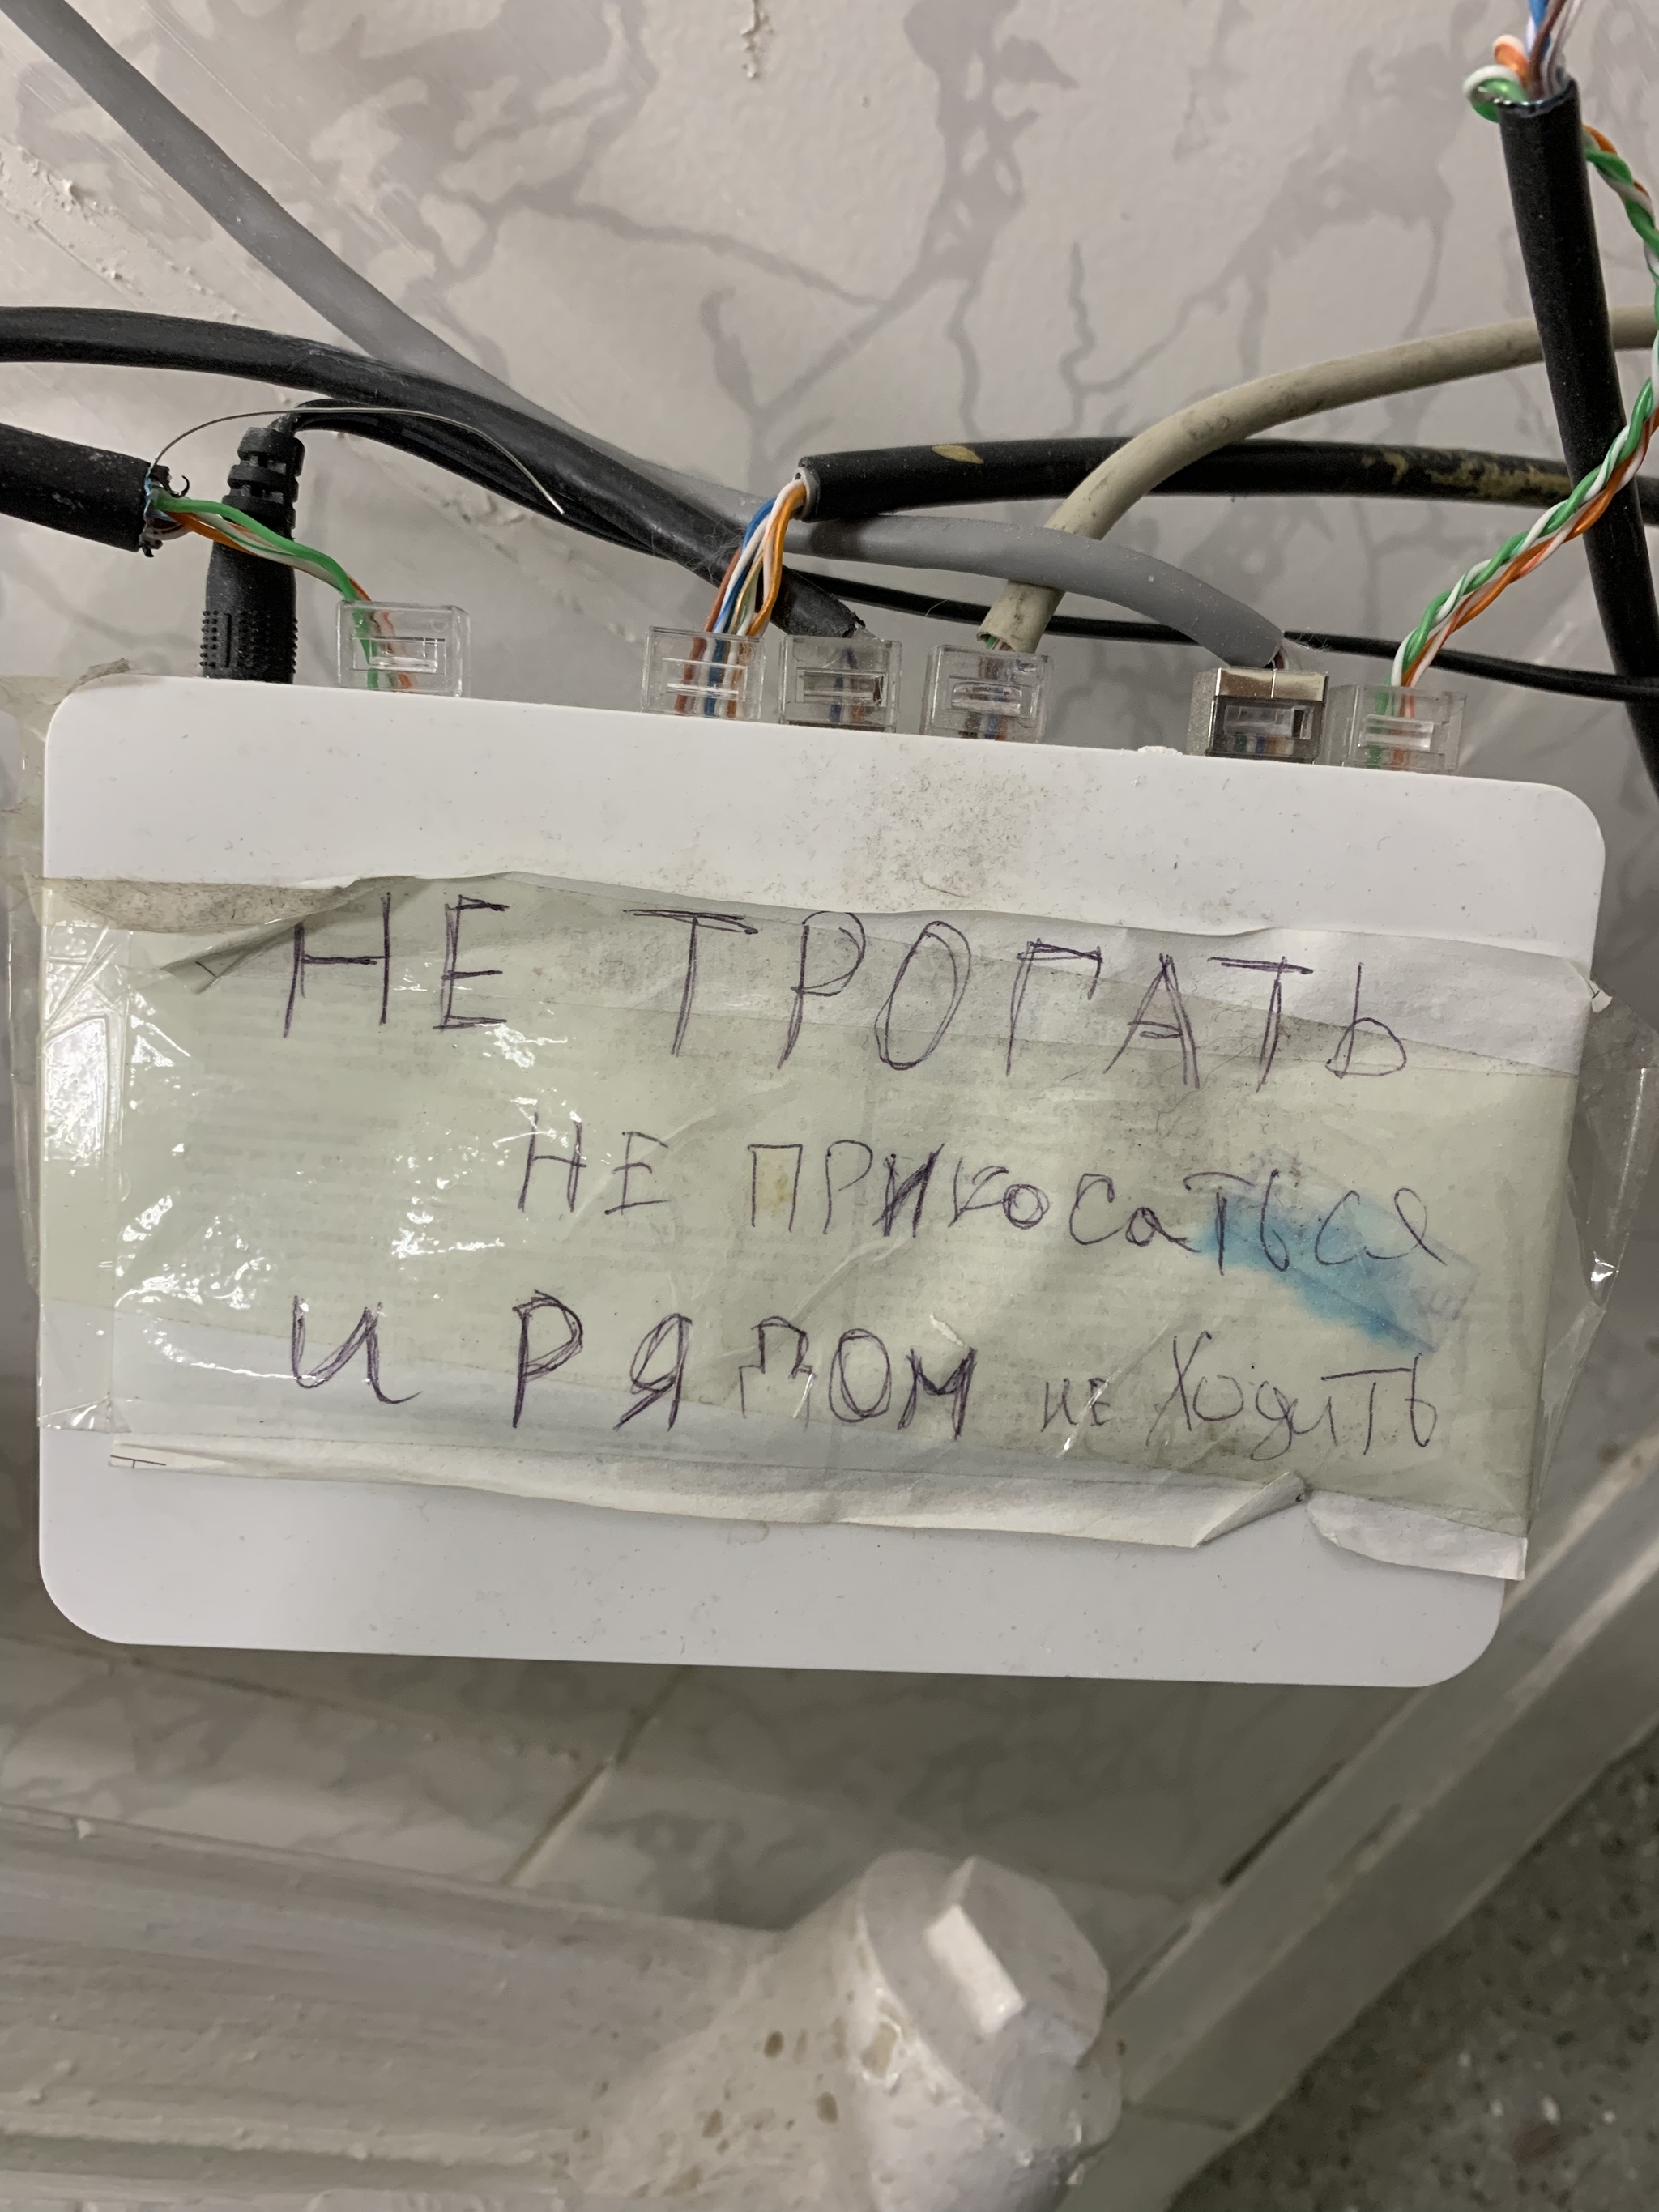 НЕ ТРОГАТЬ
НЕ ПРИКОСаТЬСЯ
И РЯДОМ НЕ ХодиТЬ